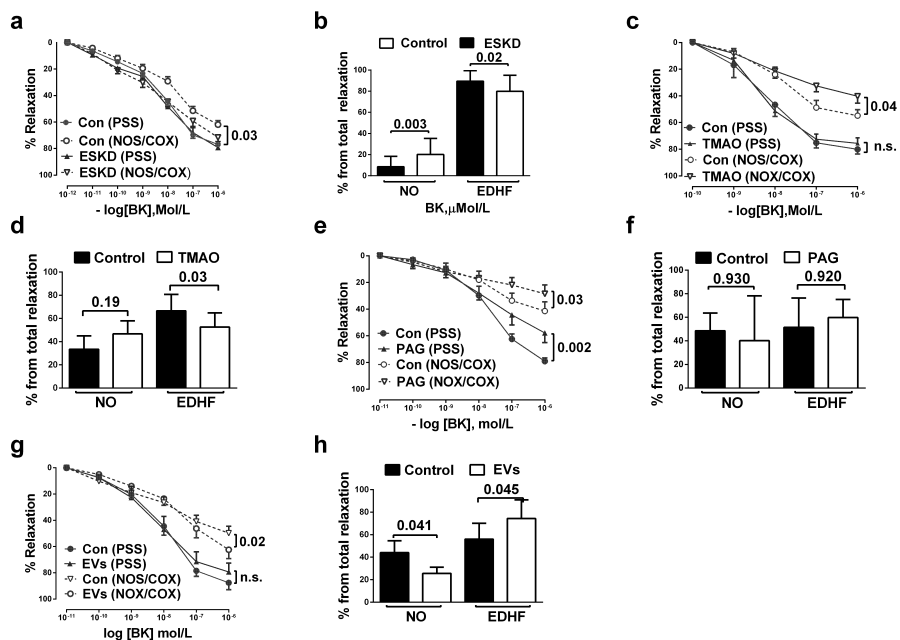 a
0
20
40
60
80
100
% Relaxation
Con (PSS)
Con (NOS/COX)
ESKD (PSS)
ESKD (NOS/COX)
0.03
10⁻¹² 10⁻¹¹ 10⁻¹⁰ 10⁻⁹ 10⁻⁸ 10⁻⁷ 10⁻⁶
- log[BK],Mol/L
b
Control ESKD
100
80
60
40
20
0
% from total relaxation
0.003
0.02
NO EDHF
BK,µMol/L
c
0
20
40
60
80
100
% Relaxation
Con (PSS)
TMAO (PSS)
Con (NOS/COX)
TMAO (NOX/COX)
0.04
n.s.
10⁻¹⁰ 10⁻⁹ 10⁻⁸ 10⁻⁷ 10⁻⁶
- log[BK],Mol/L
d
Control TMAO
100
80
60
40
20
0
% from total relaxation
0.19
0.03
NO EDHF
e
0
20
40
60
80
100
% Relaxation
Con (PSS)
PAG (PSS)
Con (NOS/COX)
PAG (NOX/COX)
0.03
0.002
10⁻¹¹ 10⁻¹⁰ 10⁻⁹ 10⁻⁸ 10⁻⁷ 10⁻⁶
- log [BK], mol/L
f
Control PAG
100
80
60
40
20
0
% from total relaxation
0.930
0.920
NO EDHF
g
0
20
40
60
80
100
% Relaxation
Con (PSS)
EVs (PSS)
Con (NOS/COX)
EVs (NOX/COX)
0.02
n.s.
10⁻¹¹ 10⁻¹⁰ 10⁻⁹ 10⁻⁸ 10⁻⁷ 10⁻⁶
log [BK] mol/L
h
Control EVs
100
80
60
40
20
0
% from total relaxation
0.041
0.045
NO EDHF